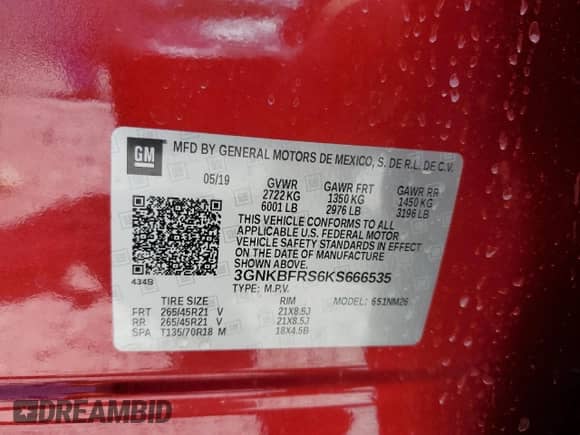 GM
MFD BY GENERAL MOTORS DE MEXICO, S. DE R.L. DE C.V.
05/19 GVWR GAWR FRT GAWR RR
2722 KG 1350 KG 1450 KG
6001 LB 2976 LB 3196 LB
THIS VEHICLE CONFORMS TO ALL
APPLICABLE U.S. FEDERAL MOTOR
VEHICLE SAFETY STANDARDS IN EFFECT
ON THE DATE OF MANUFACTURE
434B
3GNKBFRS6KS666535
TYPE: M.P.V. MODEL: 651NM26
TIRE SIZE RIM
FRT 265/45R21 V 21X8.5J
RR 265/45R21 V 21X8.5J
SPA T135/70R18 M 18X4.5B
DREAMBID